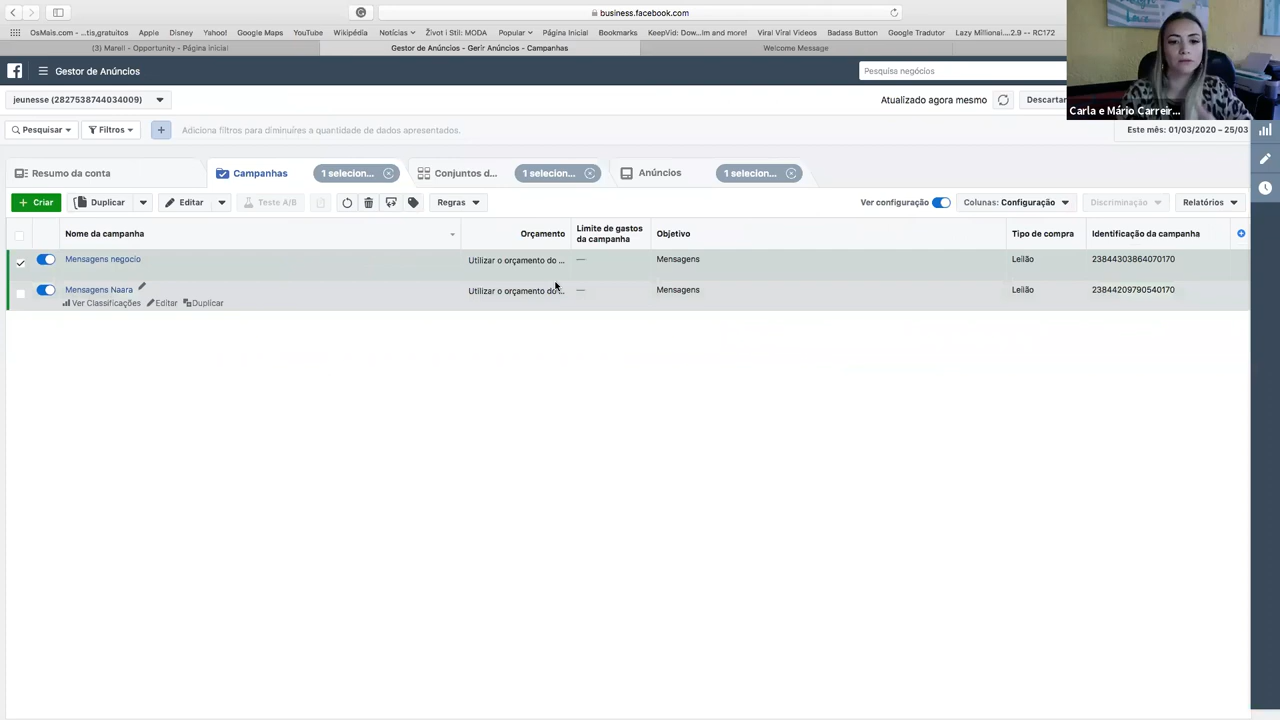 business.facebook.com
OsMais.com -...tis,gratuitos Apple Disney Yahoo! Google Maps YouTube Wikipédia Notícias Život i Stil: MODA Popular Página Inicial Bookmarks KeepVid: Dow...lm and more! Viral Viral Videos Badass Button Google Tradutor Lazy Millionai....2.9 -- RC172
(3) Mareil - Opportunity - Página inicial Gestor de Anúncios - Gerir Anúncios - Campanhas Welcome Message
Gestor de Anúncios Pesquisa negócios
Carla e Mário Carreir...
jeunesse (2827538744034009) Atualizado agora mesmo Descartar
Pesquisar Filtros Adiciona filtros para diminuíres a quantidade de dados apresentados. Este mês: 01/03/2020 – 25/03
Resumo da conta Campanhas 1 selecion... Conjuntos d... 1 selecion... Anúncios 1 selecion...
+ Criar Duplicar Editar Teste A/B Regras Ver configuração Colunas: Configuração Discriminação Relatórios
Nome da campanha Orçamento Limite de gastos da campanha Objetivo Tipo de compra Identificação da campanha
Mensagens negocio Utilizar o orçamento do ... — Mensagens Leilão 23844303864070170
Mensagens Naara Utilizar o orçamento do ... — Mensagens Leilão 23844209790540170
Ver Classificações Editar Duplicar